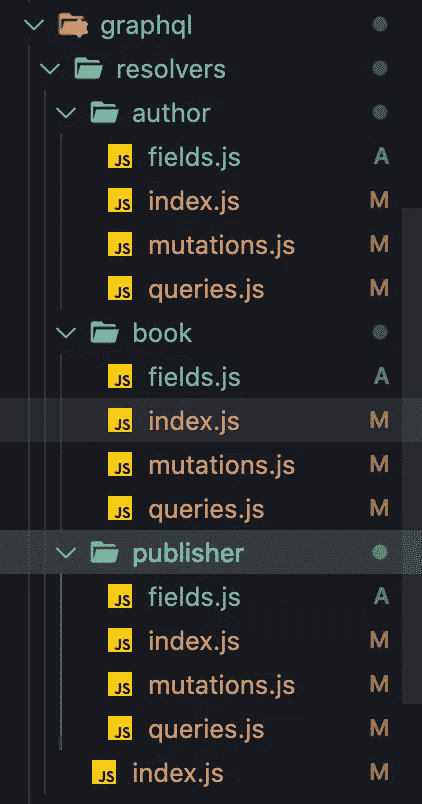 graphql
resolvers
author
JS fields.js A
JS index.js M
JS mutations.js M
JS queries.js M
book
JS fields.js A
JS index.js M
JS mutations.js M
JS queries.js M
publisher
JS fields.js A
JS index.js M
JS mutations.js M
JS queries.js M
JS index.js M